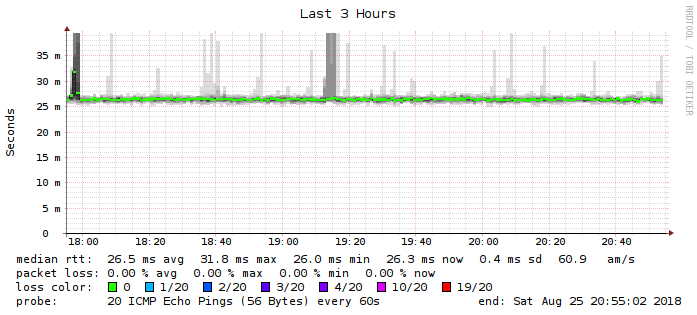 Last 3 Hours
RRDTOOL / TOBI OETIKER
Seconds
35 m
30 m
25 m
20 m
15 m
10 m
5 m
0
18:00 18:20 18:40 19:00 19:20 19:40 20:00 20:20 20:40
median rtt: 26.5 ms avg 31.8 ms max 26.0 ms min 26.3 ms now 0.4 ms sd 60.9 am/s
packet loss: 0.00 % avg 0.00 % max 0.00 % min 0.00 % now
loss color: 0 1/20 2/20 3/20 4/20 10/20 19/20
probe: 20 ICMP Echo Pings (56 Bytes) every 60s end: Sat Aug 25 20:55:02 2018